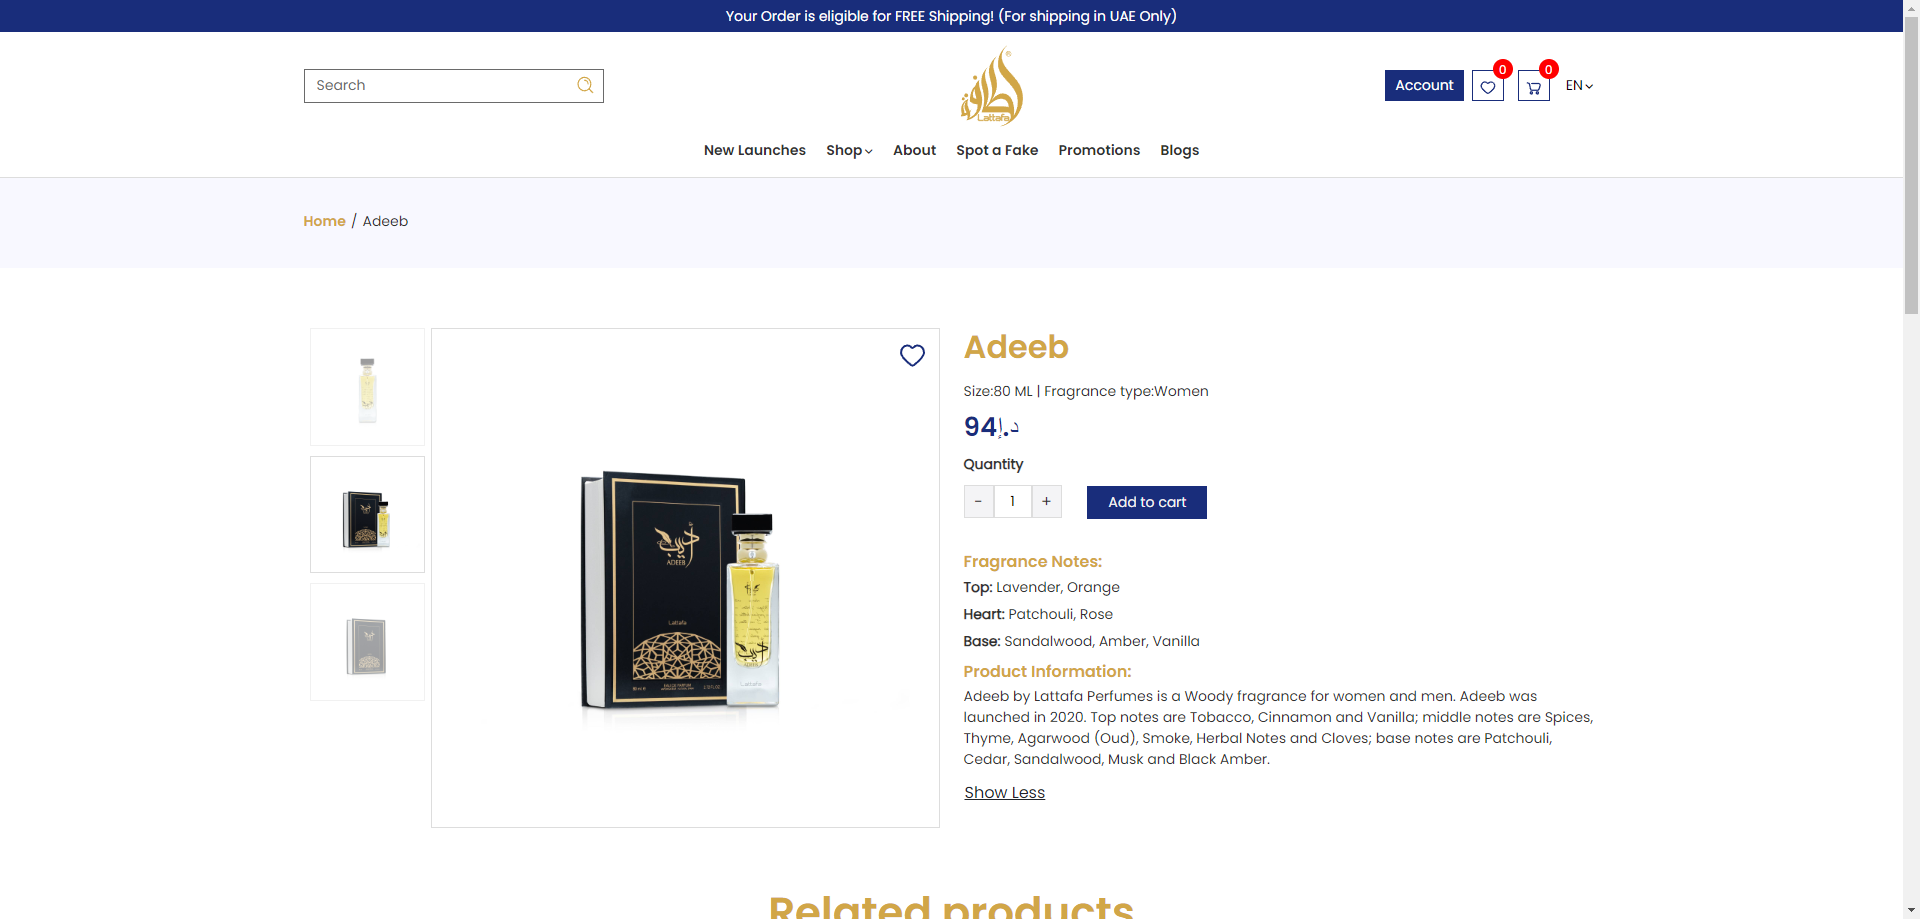 Your Order is eligible for FREE Shipping! (For shipping in UAE Only)
Search
Lattafa
Account
0
0
EN
New Launches Shop About Spot a Fake Promotions Blogs
Home / Adeeb
Adeeb
Size:80 ML | Fragrance type:Women
94د.إ
Quantity
- 1 +
Add to cart
أديب
ADEEB
Lattafa
Fragrance Notes:
Top: Lavender, Orange
Heart: Patchouli, Rose
Base: Sandalwood, Amber, Vanilla
Product Information:
Adeeb by Lattafa Perfumes is a Woody fragrance for women and men. Adeeb was
launched in 2020. Top notes are Tobacco, Cinnamon and Vanilla; middle notes are Spices,
Thyme, Agarwood (Oud), Smoke, Herbal Notes and Cloves; base notes are Patchouli,
Cedar, Sandalwood, Musk and Black Amber.
Show Less
Related products